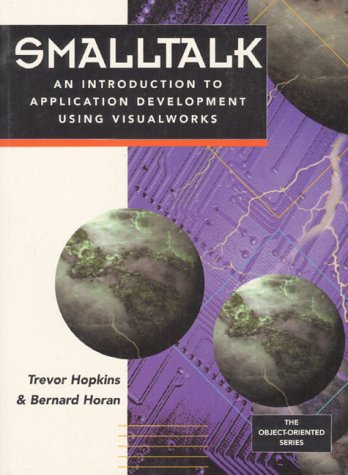 SMALLTALK
AN INTRODUCTION TO
APPLICATION DEVELOPMENT
USING VISUALWORKS
Trevor Hopkins
& Bernard Horan
THE
OBJECT-ORIENTED
SERIES